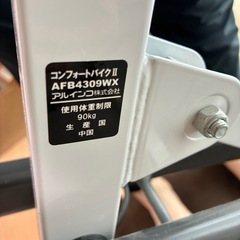 コンフォートバイクⅡ
AFB4309WX
アルインコ株式会社
使用体重制限
90kg
生産国
中国